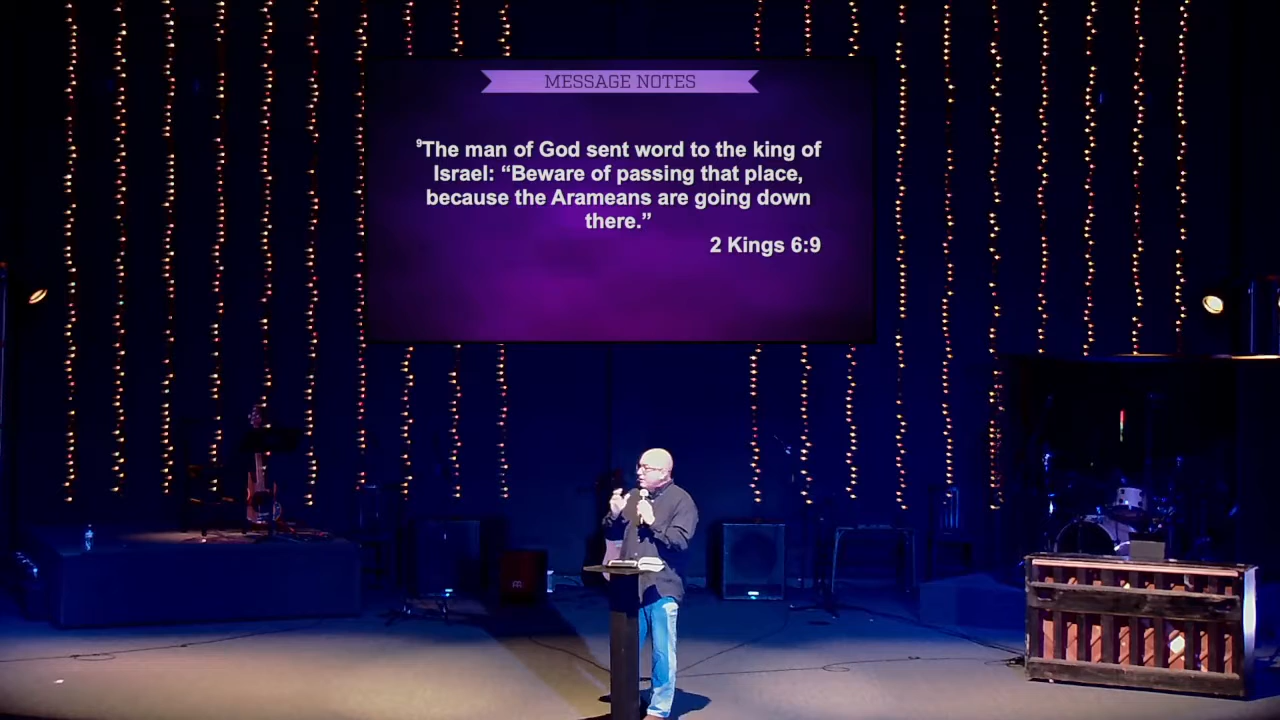 MESSAGE NOTES
⁹The man of God sent word to the king of
Israel: “Beware of passing that place,
because the Arameans are going down
there.”
2 Kings 6:9